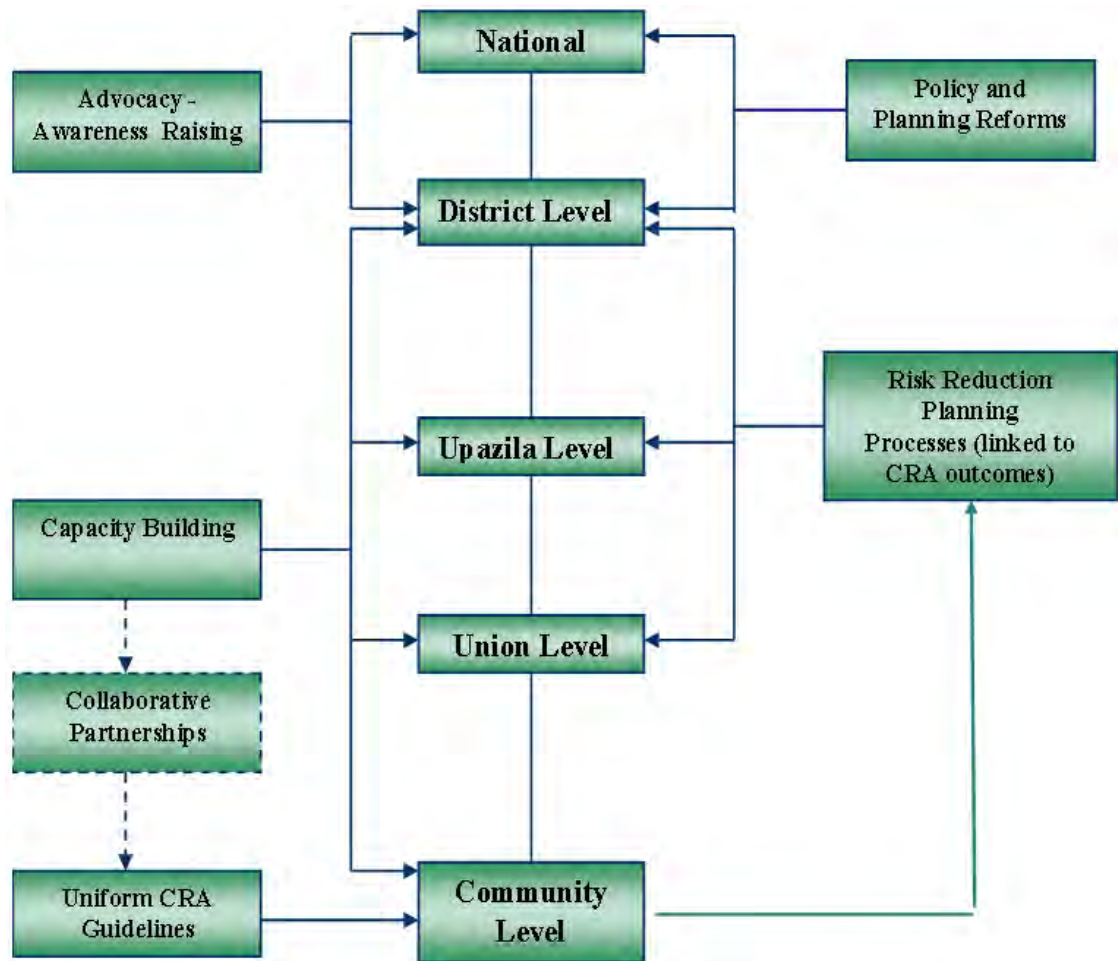 National
Advocacy -
Awareness Raising
Policy and
Planning Reforms
District Level
Risk Reduction
Planning
Processes (linked to
CRA outcomes)
Upazila Level
Capacity Building
Union Level
Collaborative
Partnerships
Uniform CRA
Guidelines
Community
Level